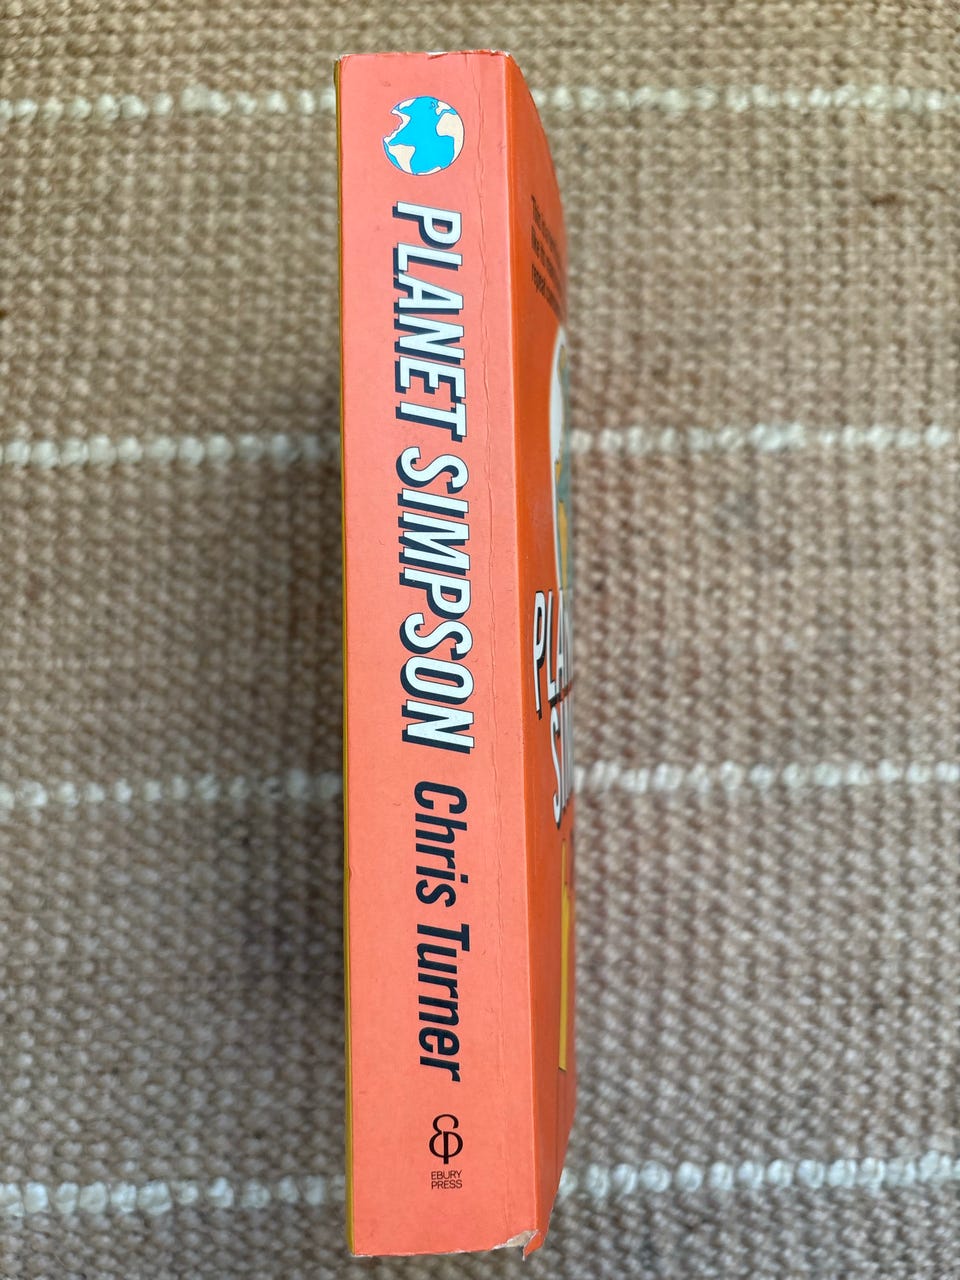 PLANET SIMPSON Chris Turner
EBURY
PRESS